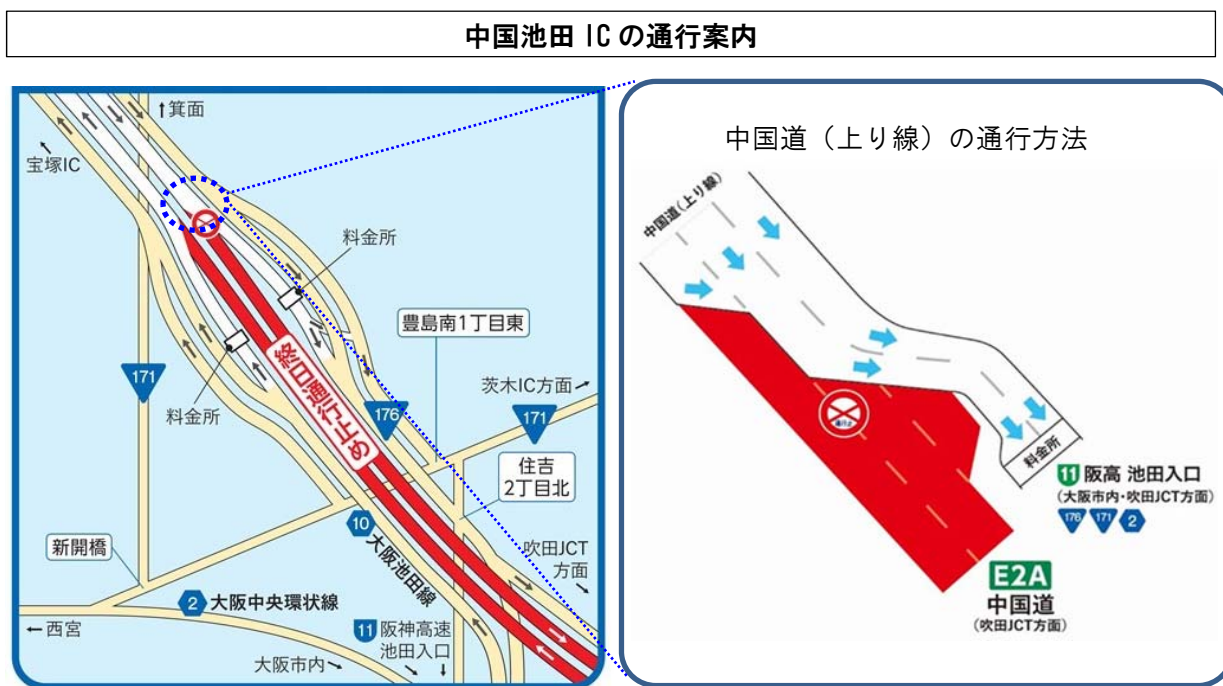 中国池田 IC の通行案内
↑箕面
宝塚IC
料金所
豊島南1丁目東
171
料金所
終日通行止め
176
茨木IC方面
171
住吉
2丁目北
10
大阪池田線
新開橋
吹田JCT
方面
2 大阪中央環状線
←西宮
11 阪神高速
池田入口
大阪市内
中国道（上り線）の通行方法
中国道(上り線)
料金所
11 阪高 池田入口
(大阪市内・吹田JCT方面)
176 171 2
E2A
中国道
(吹田JCT方面)